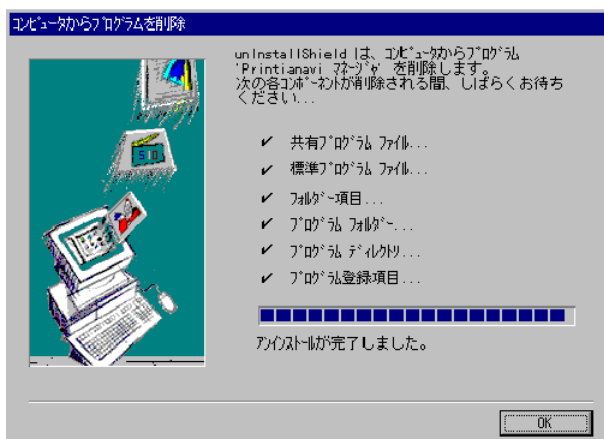 ｺﾝﾋﾟｭｰﾀからﾌﾟﾛｸﾞﾗﾑを削除
unInstallShield は、ｺﾝﾋﾟｭｰﾀからﾌﾟﾛｸﾞﾗﾑ
'Printianavi ﾏﾈｰｼﾞｬ' を削除します。
次の各ｺﾝﾎﾟｰﾈﾝﾄが削除される間、しばらくお待ち
ください...
✔ 共有ﾌﾟﾛｸﾞﾗﾑ ﾌｧｲﾙ...
✔ 標準ﾌﾟﾛｸﾞﾗﾑ ﾌｧｲﾙ...
✔ ﾌｫﾙﾀﾞｰ項目...
✔ ﾌﾟﾛｸﾞﾗﾑ ﾌｫﾙﾀﾞｰ...
✔ ﾌﾟﾛｸﾞﾗﾑ ﾃﾞｨﾚｸﾄﾘ...
✔ ﾌﾟﾛｸﾞﾗﾑ登録項目...
ｱﾝｲﾝｽﾄｰﾙが完了しました。
OK